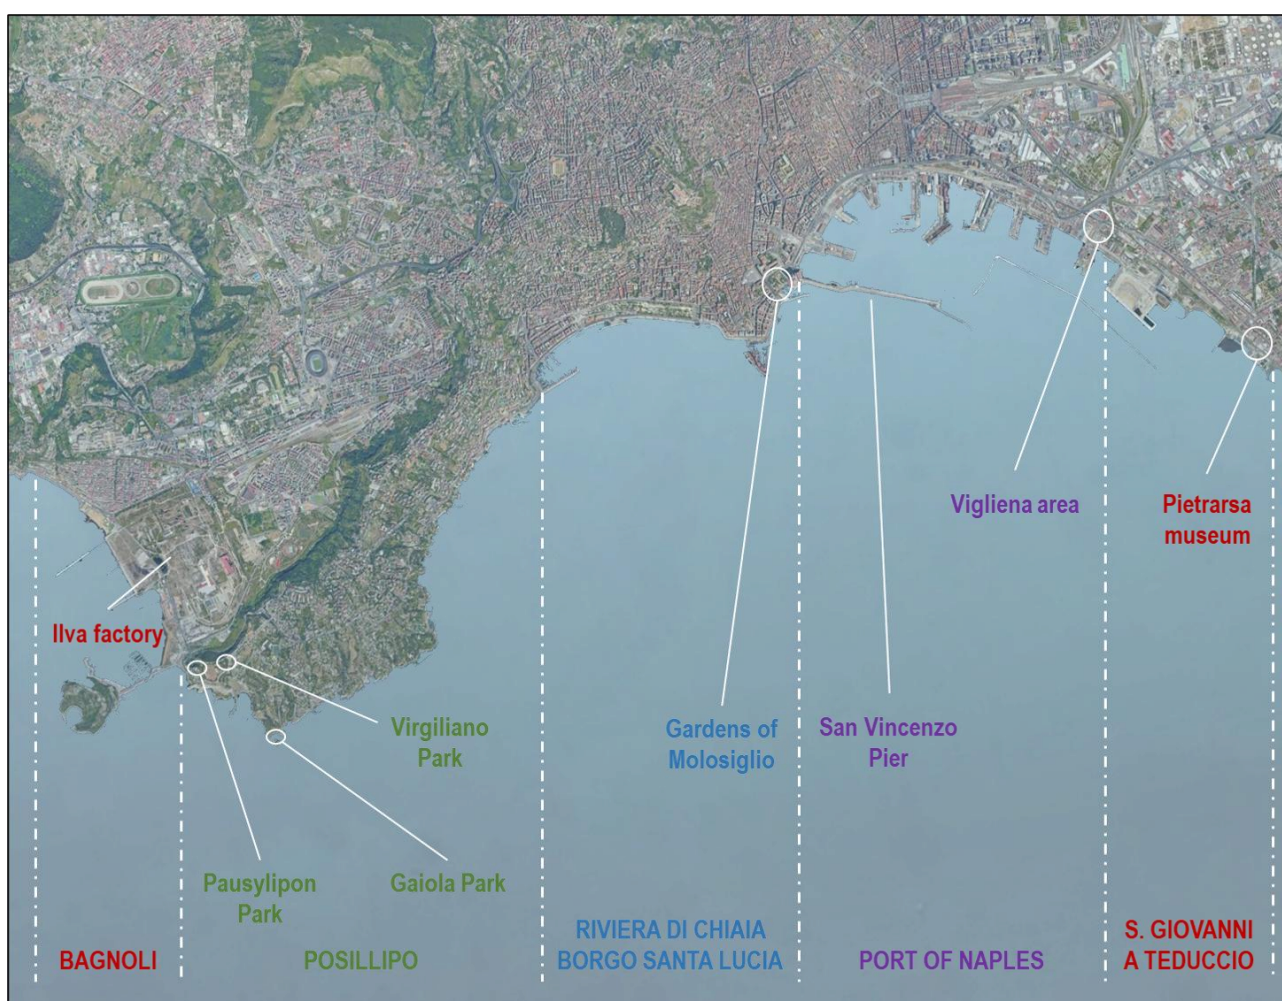 Vigliena area
Pietrarsa
museum
Ilva factory
Virgiliano
Park
Gardens of
Molosiglio
San Vincenzo
Pier
Pausylipon
Park
Gaiola Park
BAGNOLI
POSILLIPO
RIVIERA DI CHIAIA
BORGO SANTA LUCIA
PORT OF NAPLES
S. GIOVANNI
A TEDUCCIO